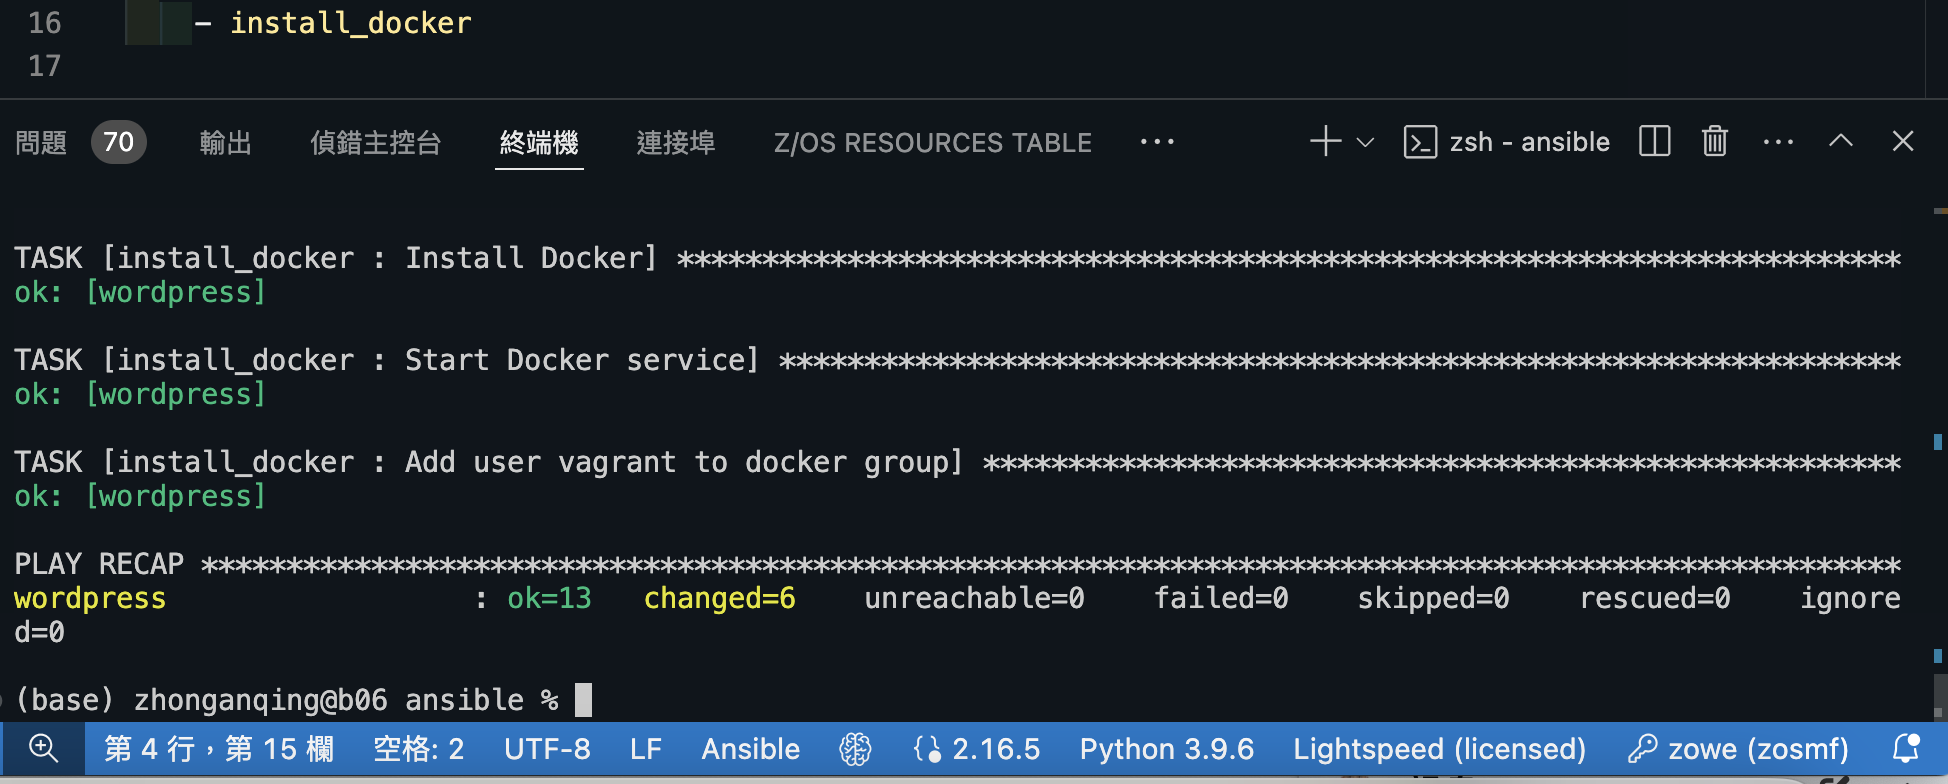 16 - install_docker
17
問題 70 輸出 偵錯主控台 終端機 連接埠 Z/OS RESOURCES TABLE ··· zsh - ansible ···
TASK [install_docker : Install Docker] ************************************************************************
ok: [wordpress]
TASK [install_docker : Start Docker service] ******************************************************************
ok: [wordpress]
TASK [install_docker : Add user vagrant to docker group] ******************************************************
ok: [wordpress]
PLAY RECAP ****************************************************************************************************
wordpress : ok=13 changed=6 unreachable=0 failed=0 skipped=0 rescued=0 ignore
d=0
(base) zhonganqing@b06 ansible %
第 4 行，第 15 欄 空格: 2 UTF-8 LF Ansible 2.16.5 Python 3.9.6 Lightspeed (licensed) zowe (zosmf)